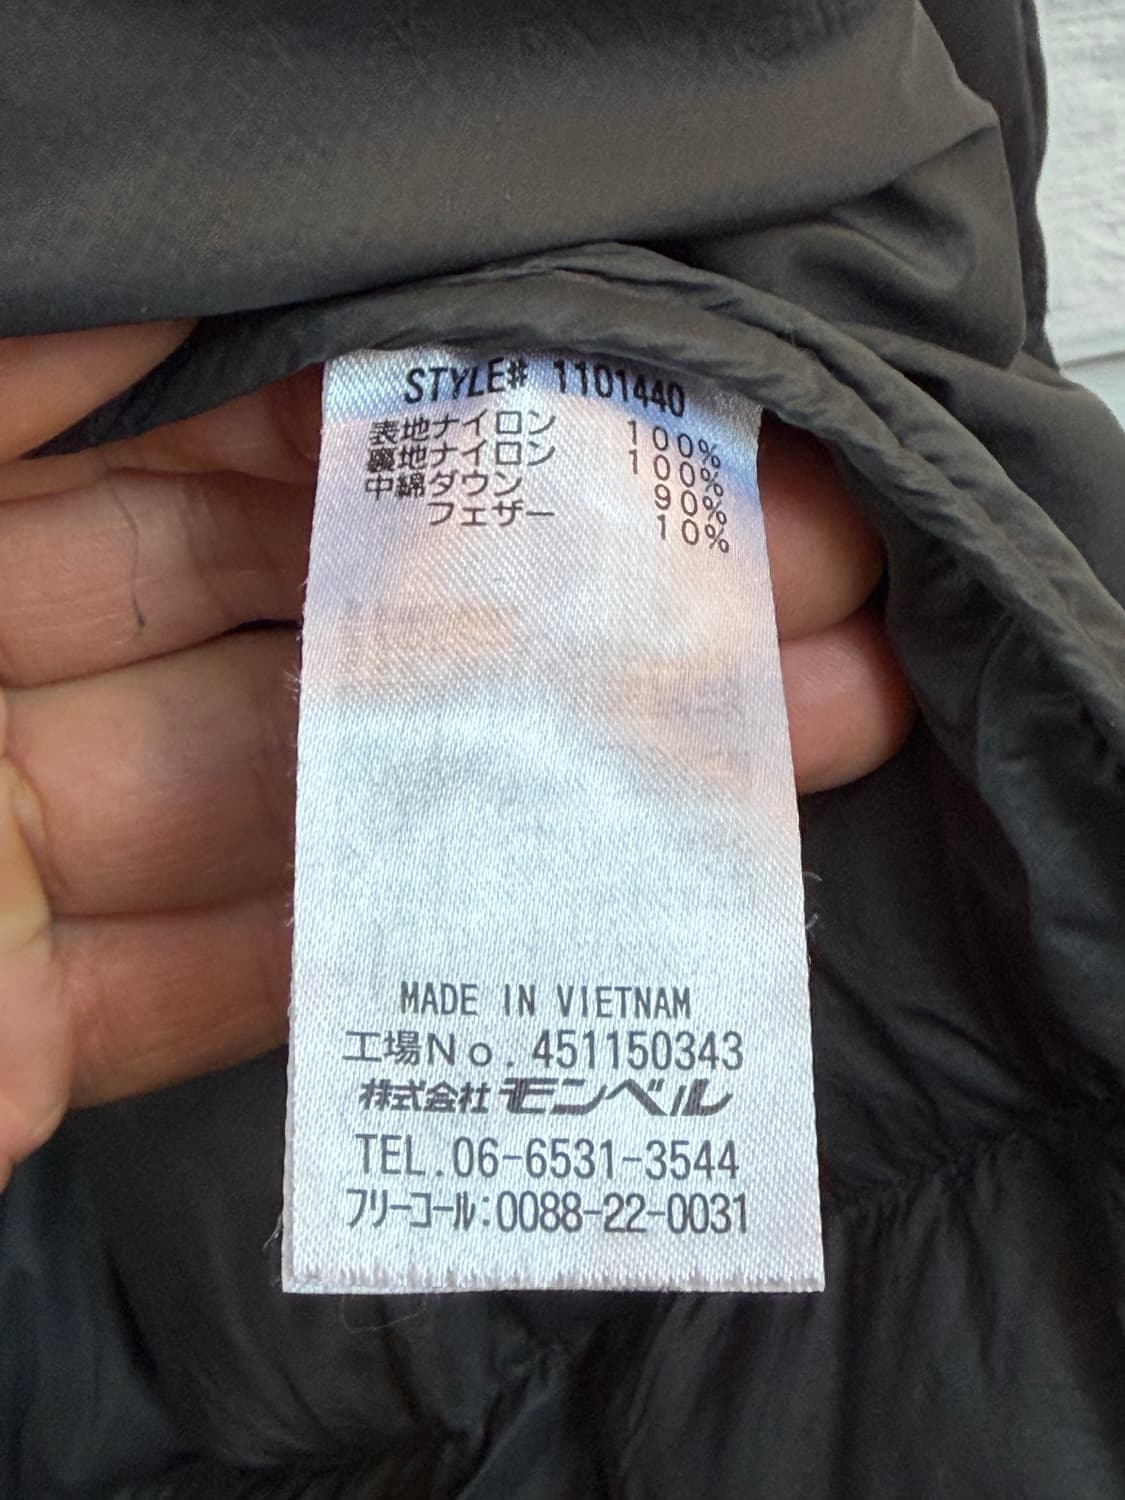 STYLE# 1101440
表地ナイロン 100%
裏地ナイロン 100%
中綿ダウン 90%
フェザー 10%
MADE IN VIETNAM
工場No. 451150343
株式会社モンベル
TEL.06-6531-3544
フリーコール:0088-22-0031